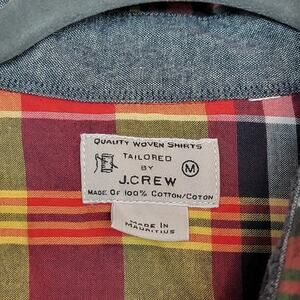 QUALITY WOVEN SHIRTS
TAILORED
BY
M
J.CREW
MADE OF 100% COTTON/COTON
MADE IN
MAURITIUS